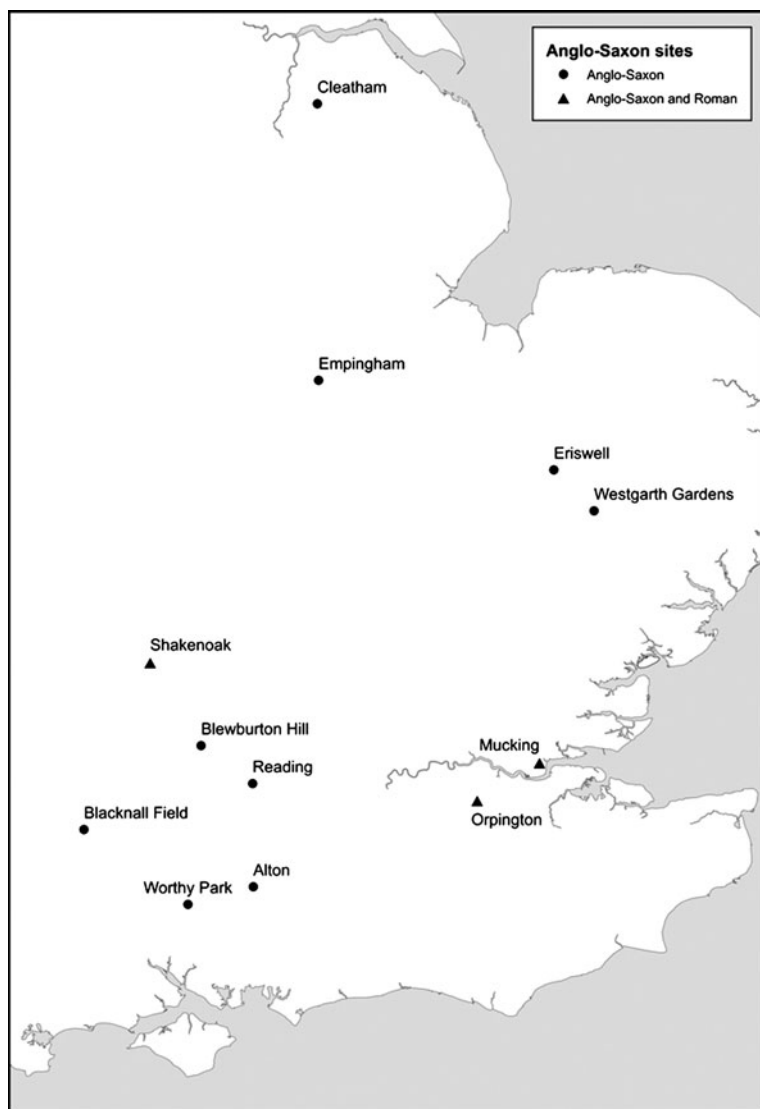 Anglo-Saxon sites
Anglo-Saxon
Anglo-Saxon and Roman
Cleatham
Empingham
Eriswell
Westgarth Gardens
Shakenoak
Blewburton Hill
Reading
Mucking
Orpington
Blacknall Field
Alton
Worthy Park